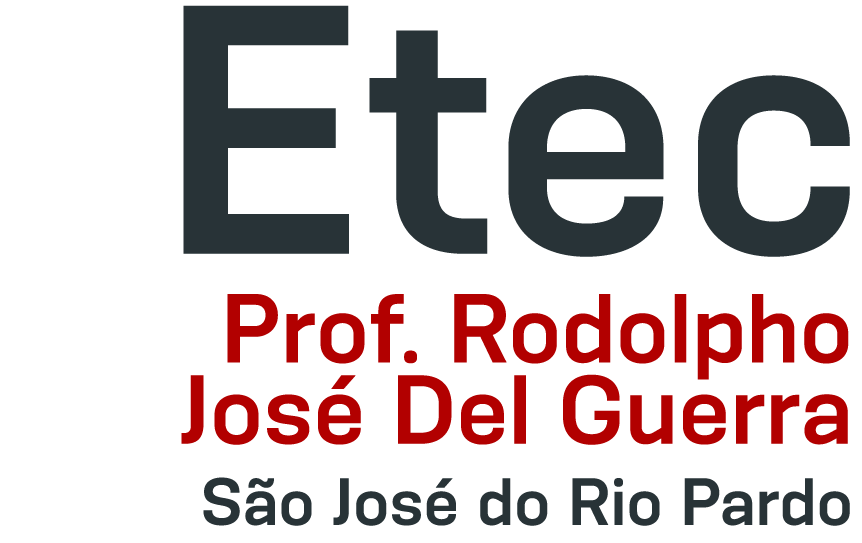 Etec
Prof. Rodolpho
José Del Guerra
São José do Rio Pardo